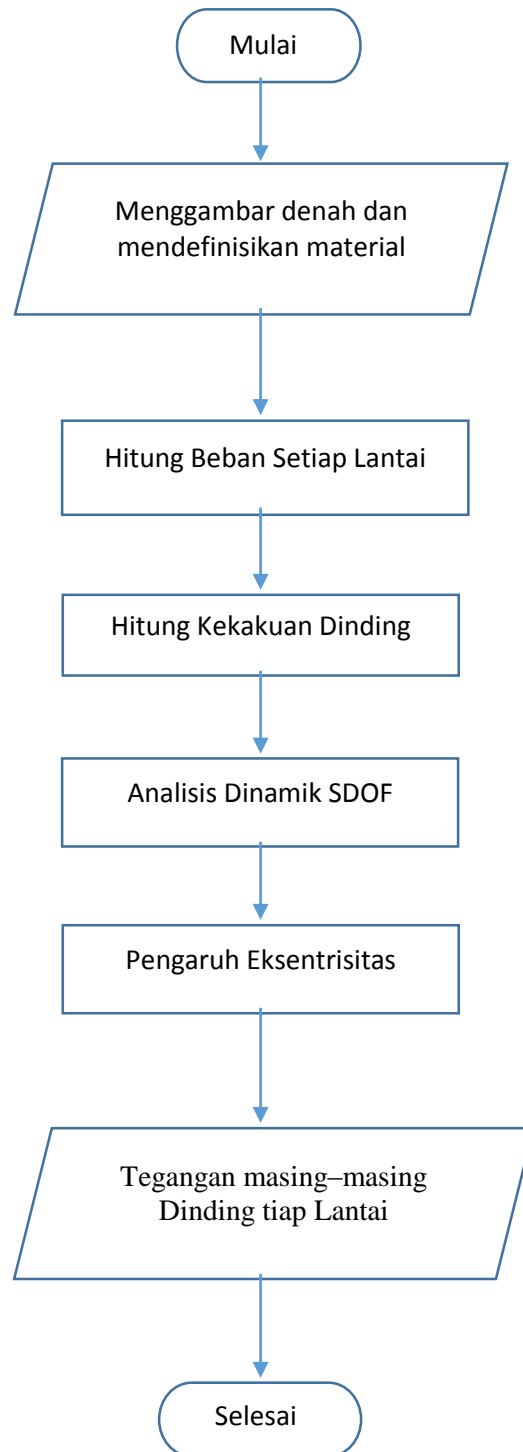 Mulai
Menggambar denah dan
mendefinisikan material
Hitung Beban Setiap Lantai
Hitung Kekakuan Dinding
Analisis Dinamik SDOF
Pengaruh Eksentrisitas
Tegangan masing–masing
Dinding tiap Lantai
Selesai